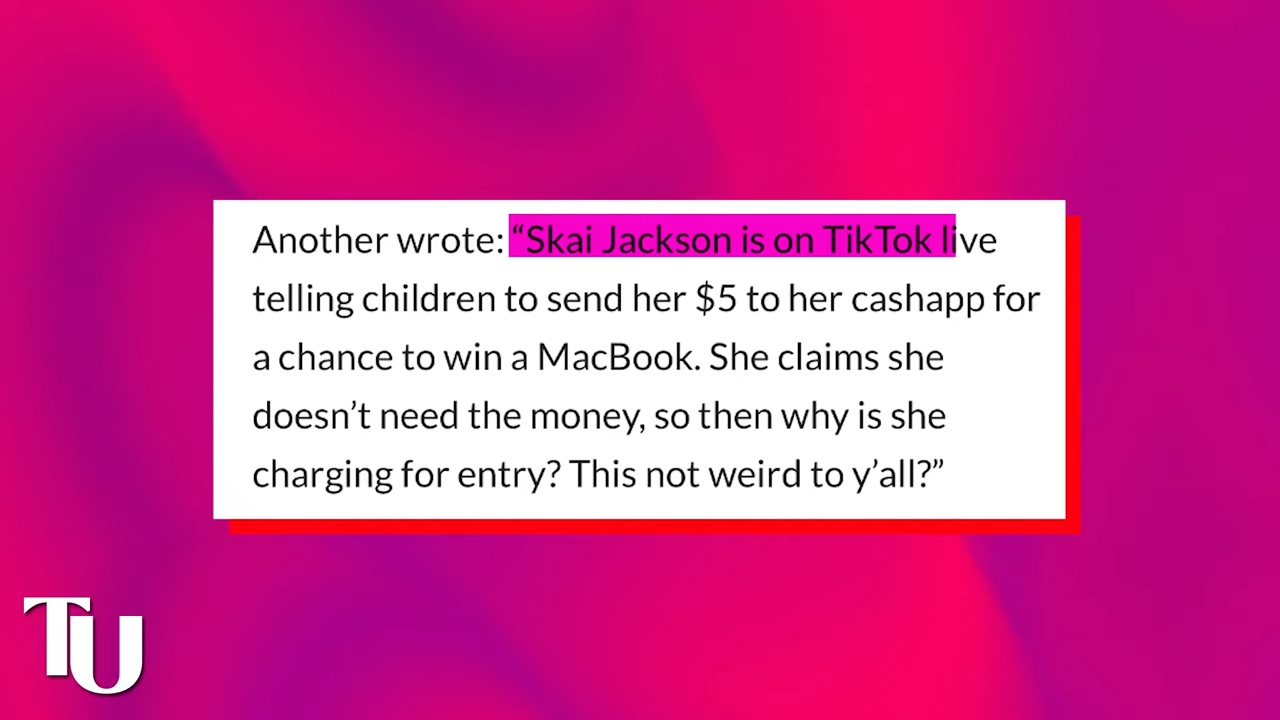 Another wrote: “Skai Jackson is on TikTok live
telling children to send her $5 to her cashapp for
a chance to win a MacBook. She claims she
doesn’t need the money, so then why is she
charging for entry? This not weird to y’all?”
TU